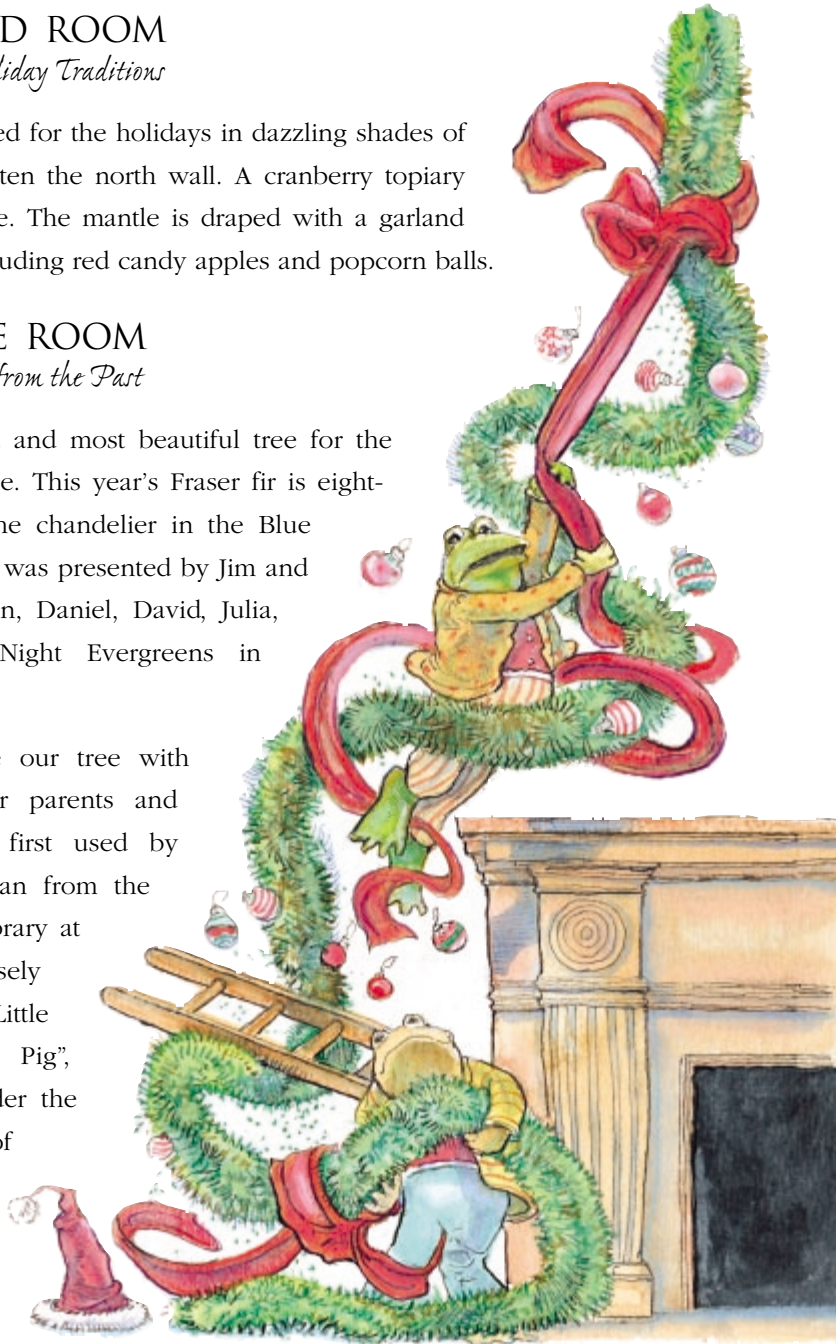 D ROOM
liday Traditions
ed for the holidays in dazzling shades of
ten the north wall. A cranberry topiary
e. The mantle is draped with a garland
uding red candy apples and popcorn balls.
E ROOM
from the Past
and most beautiful tree for the
e. This year’s Fraser fir is eight-
he chandelier in the Blue
was presented by Jim and
n, Daniel, David, Julia,
Night Evergreens in
our tree with
r parents and
first used by
an from the
brary at
sely
Little
Pig”,
der the
of